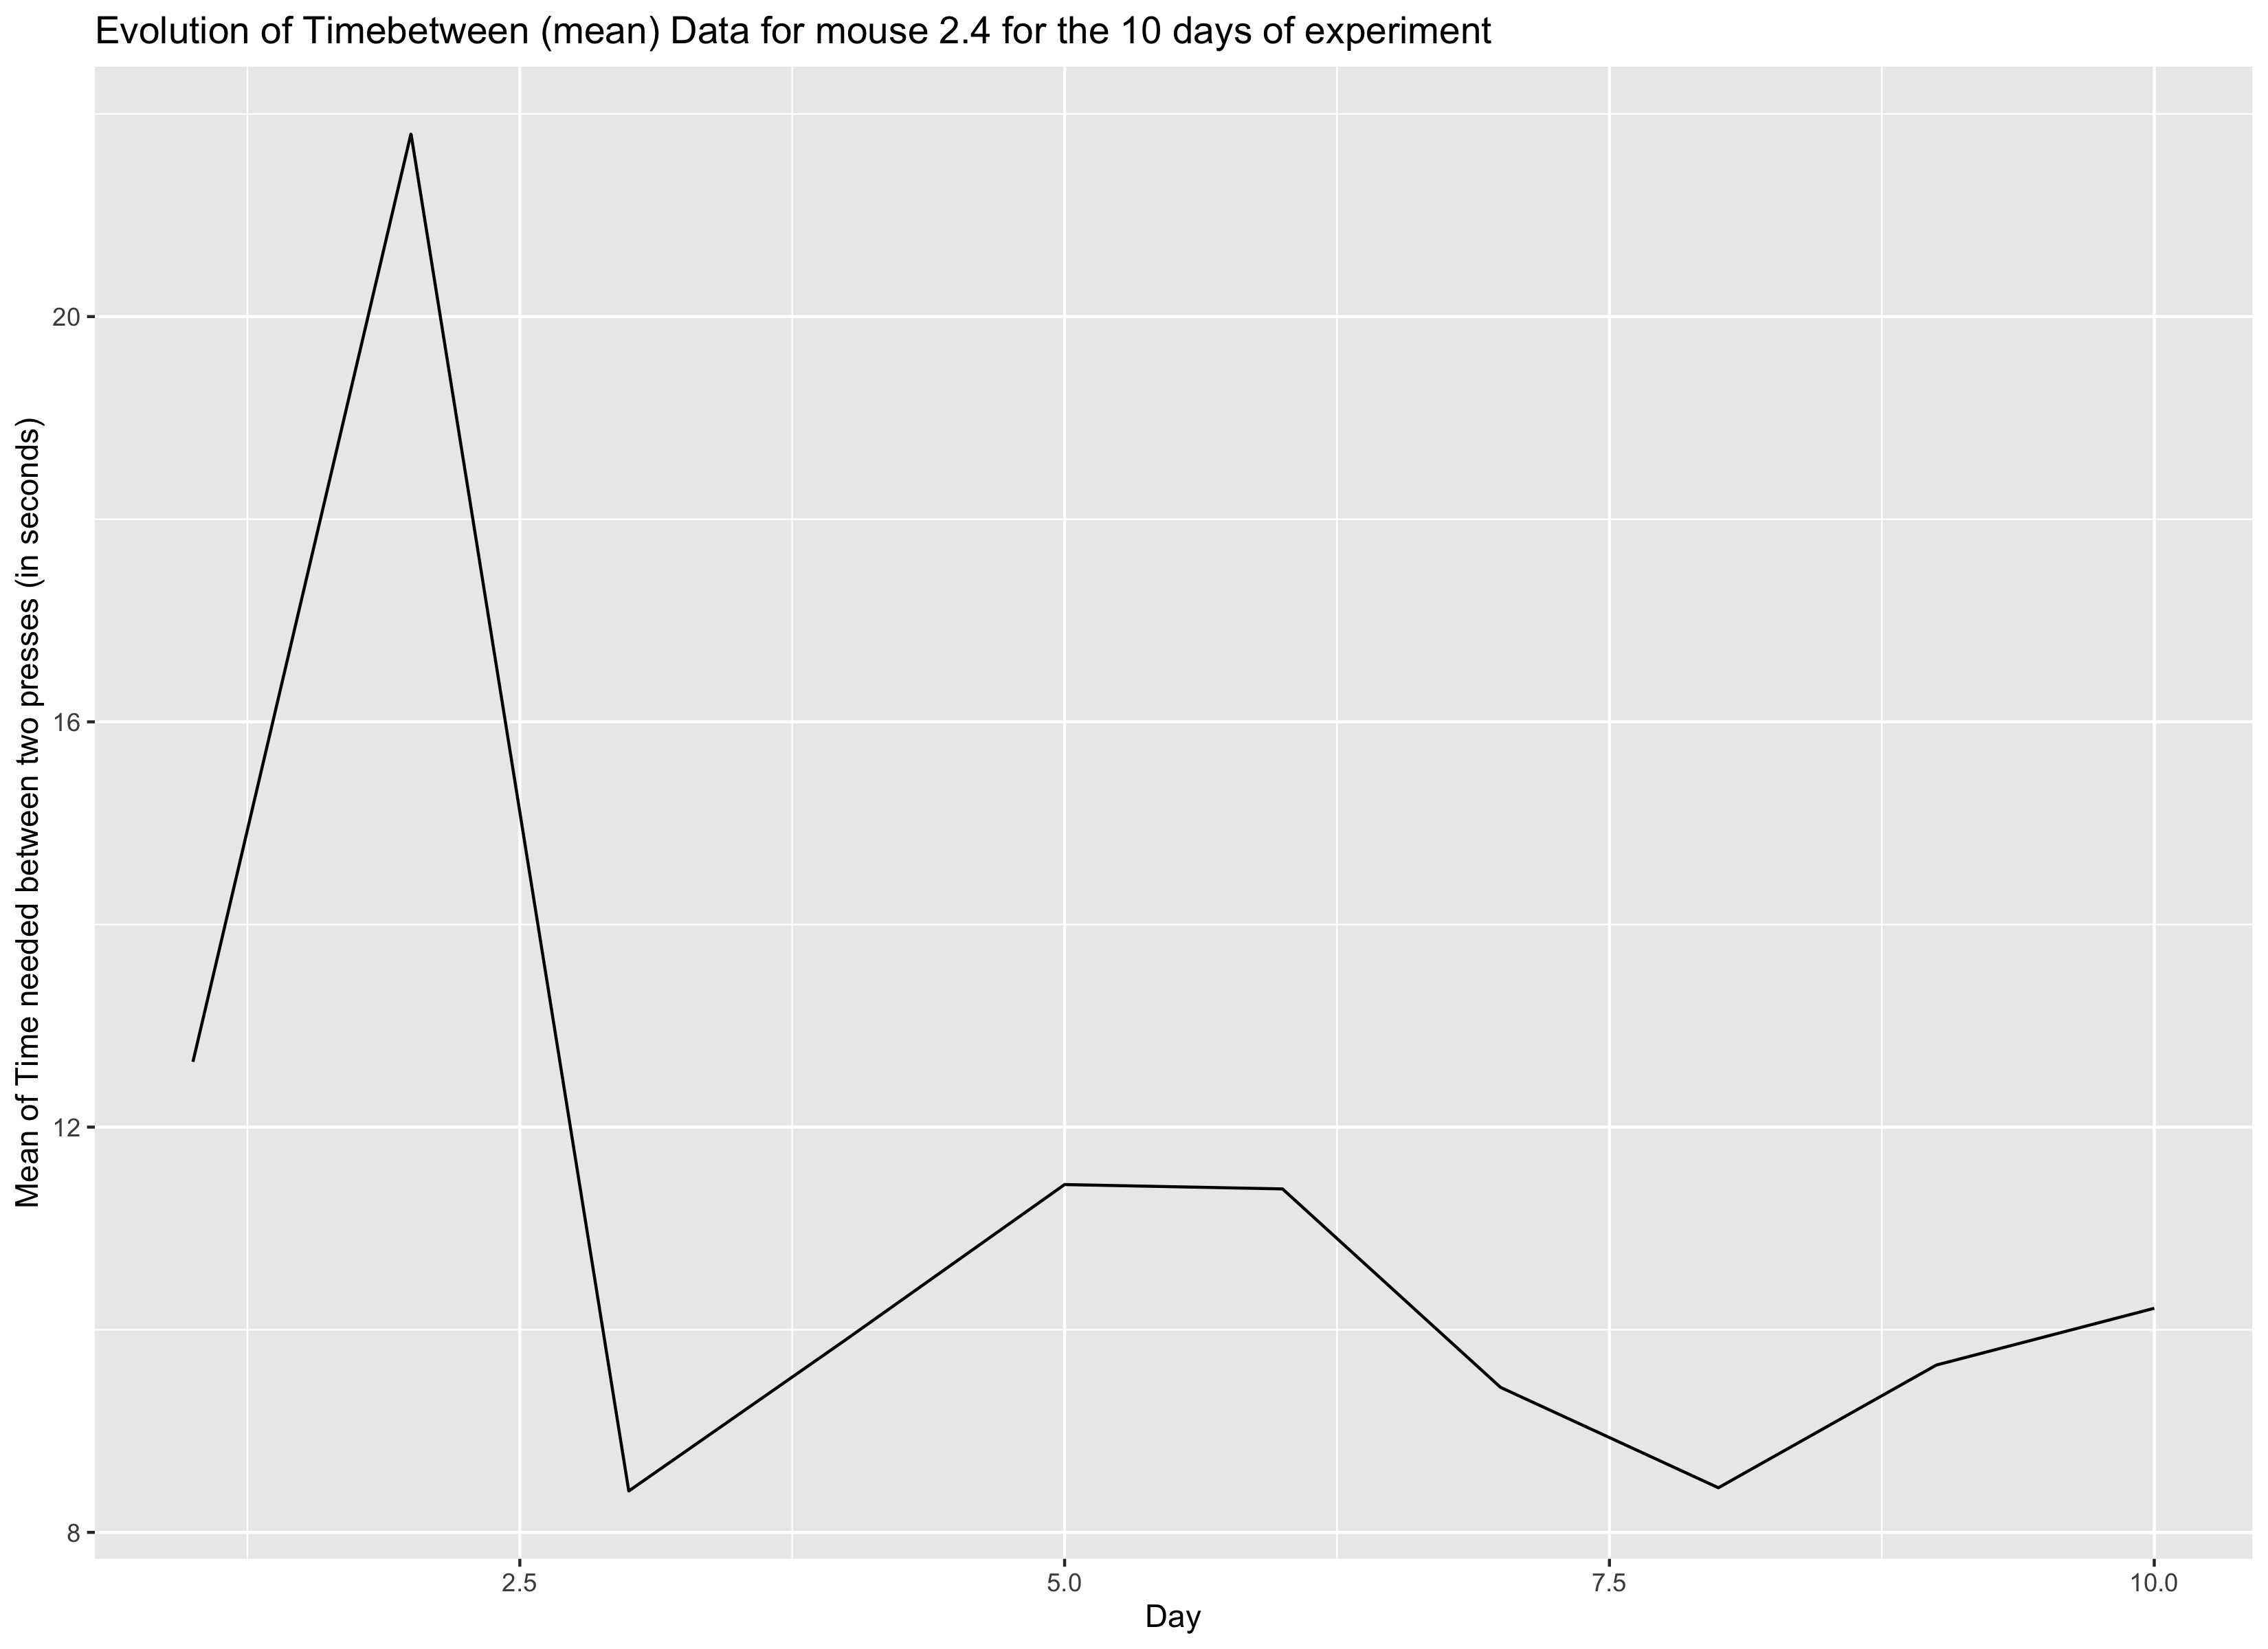 Evolution of Timebetween (mean) Data for mouse 2.4 for the 10 days of experiment
Mean of Time needed between two presses (in seconds)
20
16
12
8
2.5
5.0
7.5
10.0
Day